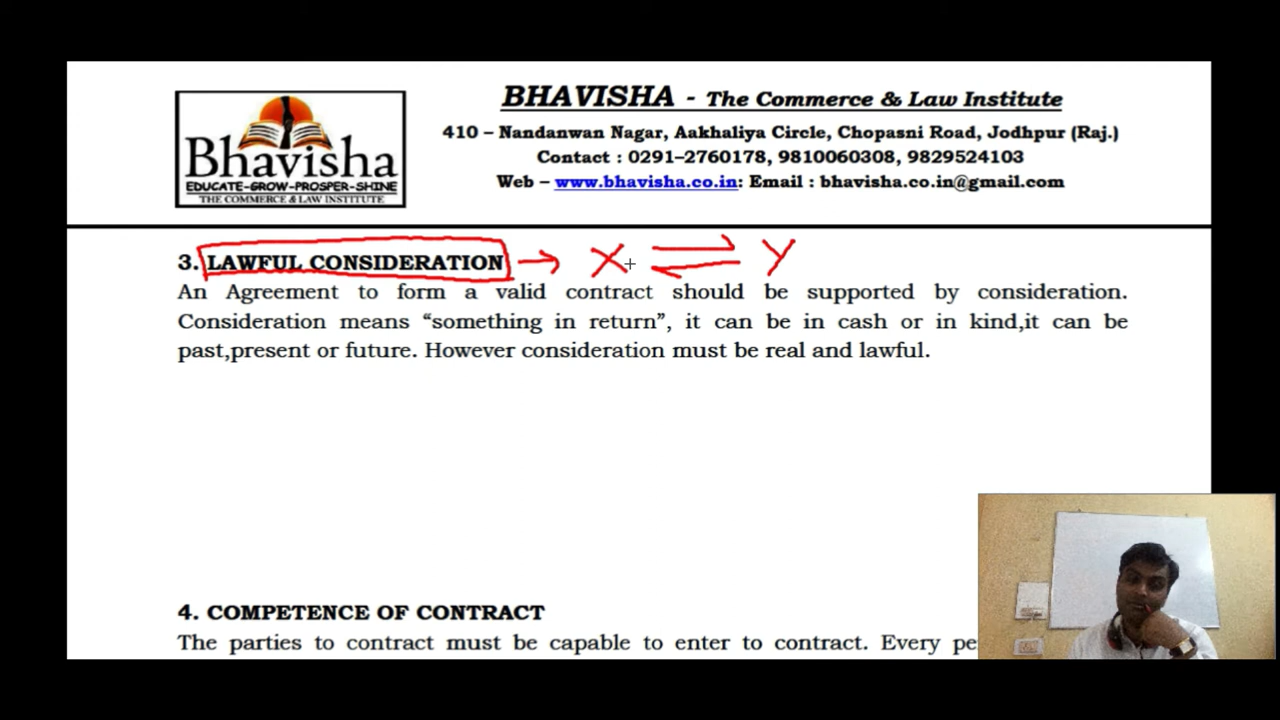 Bhavisha
EDUCATE-GROW-PROSPER-SHINE
THE COMMERCE & LAW INSTITUTE
BHAVISHA - The Commerce & Law Institute
410 – Nandanwan Nagar, Aakhaliya Circle, Chopasni Road, Jodhpur (Raj.)
Contact : 0291–2760178, 9810060308, 9829524103
Web – www.bhavisha.co.in: Email : bhavisha.co.in@gmail.com
3. LAWFUL CONSIDERATION → X ⇌ Y
An Agreement to form a valid contract should be supported by consideration.
Consideration means “something in return”, it can be in cash or in kind,it can be
past,present or future. However consideration must be real and lawful.
4. COMPETENCE OF CONTRACT
The parties to contract must be capable to enter to contract. Every pe